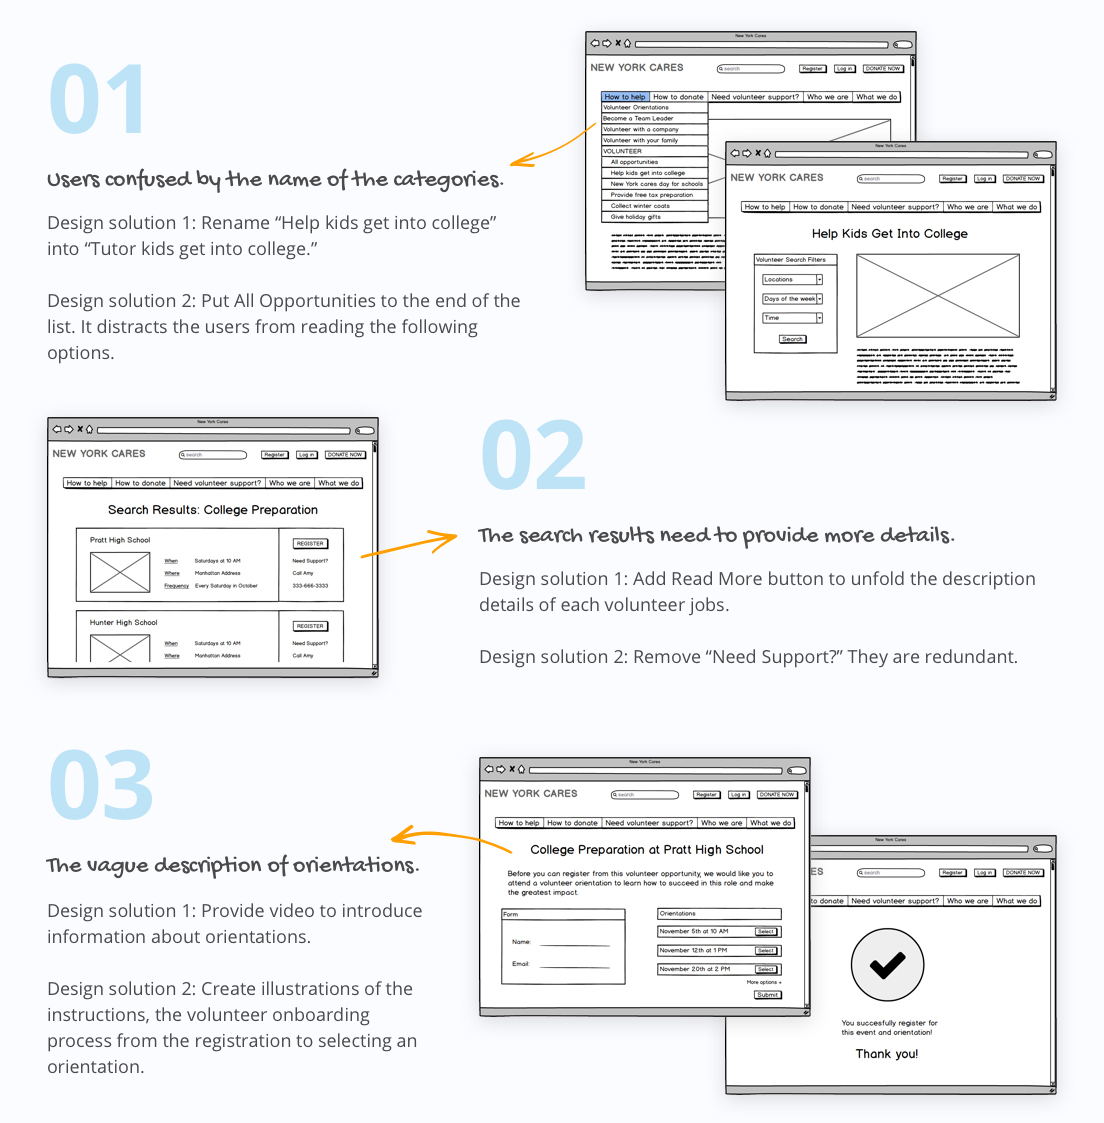 01
Users confused by the name of the categories.
Design solution 1: Rename “Help kids get into college”
into “Tutor kids get into college.”
Design solution 2: Put All Opportunities to the end of the
list. It distracts the users from reading the following
options.
New York Cares
NEW YORK CARES
search
Register
Log in
DONATE NOW
How to help
How to donate
Need volunteer support?
Who we are
What we do
Volunteer Orientations
Become a Team Leader
Volunteer with a company
Volunteer with your family
VOLUNTEER
All opportunities
Help kids get into college
New York cares day for schools
Provide free tax preparation
Collect winter coats
Give holiday gifts
New York Cares
NEW YORK CARES
search
Register
Log in
DONATE NOW
How to help
How to donate
Need volunteer support?
Who we are
What we do
Help Kids Get Into College
Volunteer Search Filters
Locations
Days of the week
Time
Search
New York Cares
NEW YORK CARES
search
Register
Log in
DONATE NOW
How to help
How to donate
Need volunteer support?
Who we are
What we do
Search Results: College Preparation
Pratt High School
When Saturdays at 10 AM
Where Manhattan Address
Frequency Every Saturday in October
REGISTER
Need Support?
Call Amy
333-666-3333
Hunter High School
When Saturdays at 10 AM
Where Manhattan Address
REGISTER
Need Support?
Call Amy
02
The search results need to provide more details.
Design solution 1: Add Read More button to unfold the description
details of each volunteer jobs.
Design solution 2: Remove “Need Support?” They are redundant.
03
The vague description of orientations.
Design solution 1: Provide video to introduce
information about orientations.
Design solution 2: Create illustrations of the
instructions, the volunteer onboarding
process from the registration to selecting an
orientation.
New York Cares
NEW YORK CARES
search
Register
Log in
DONATE NOW
How to help
How to donate
Need volunteer support?
Who we are
What we do
College Preparation at Pratt High School
Before you can register from this volunteer opportunity, we would like you to
attend a volunteer orientation to learn how to succeed in this role and make
the greatest impact.
Form
Name:
Email:
Orientations
November 5th at 10 AM Select
November 12th at 1 PM Select
November 20th at 2 PM Select
More options +
Submit
New York Cares
ES
search
Register
Log in
DONATE NOW
to donate
Need volunteer support?
Who we are
What we do
You succesfully register for
this event and orientation!
Thank you!